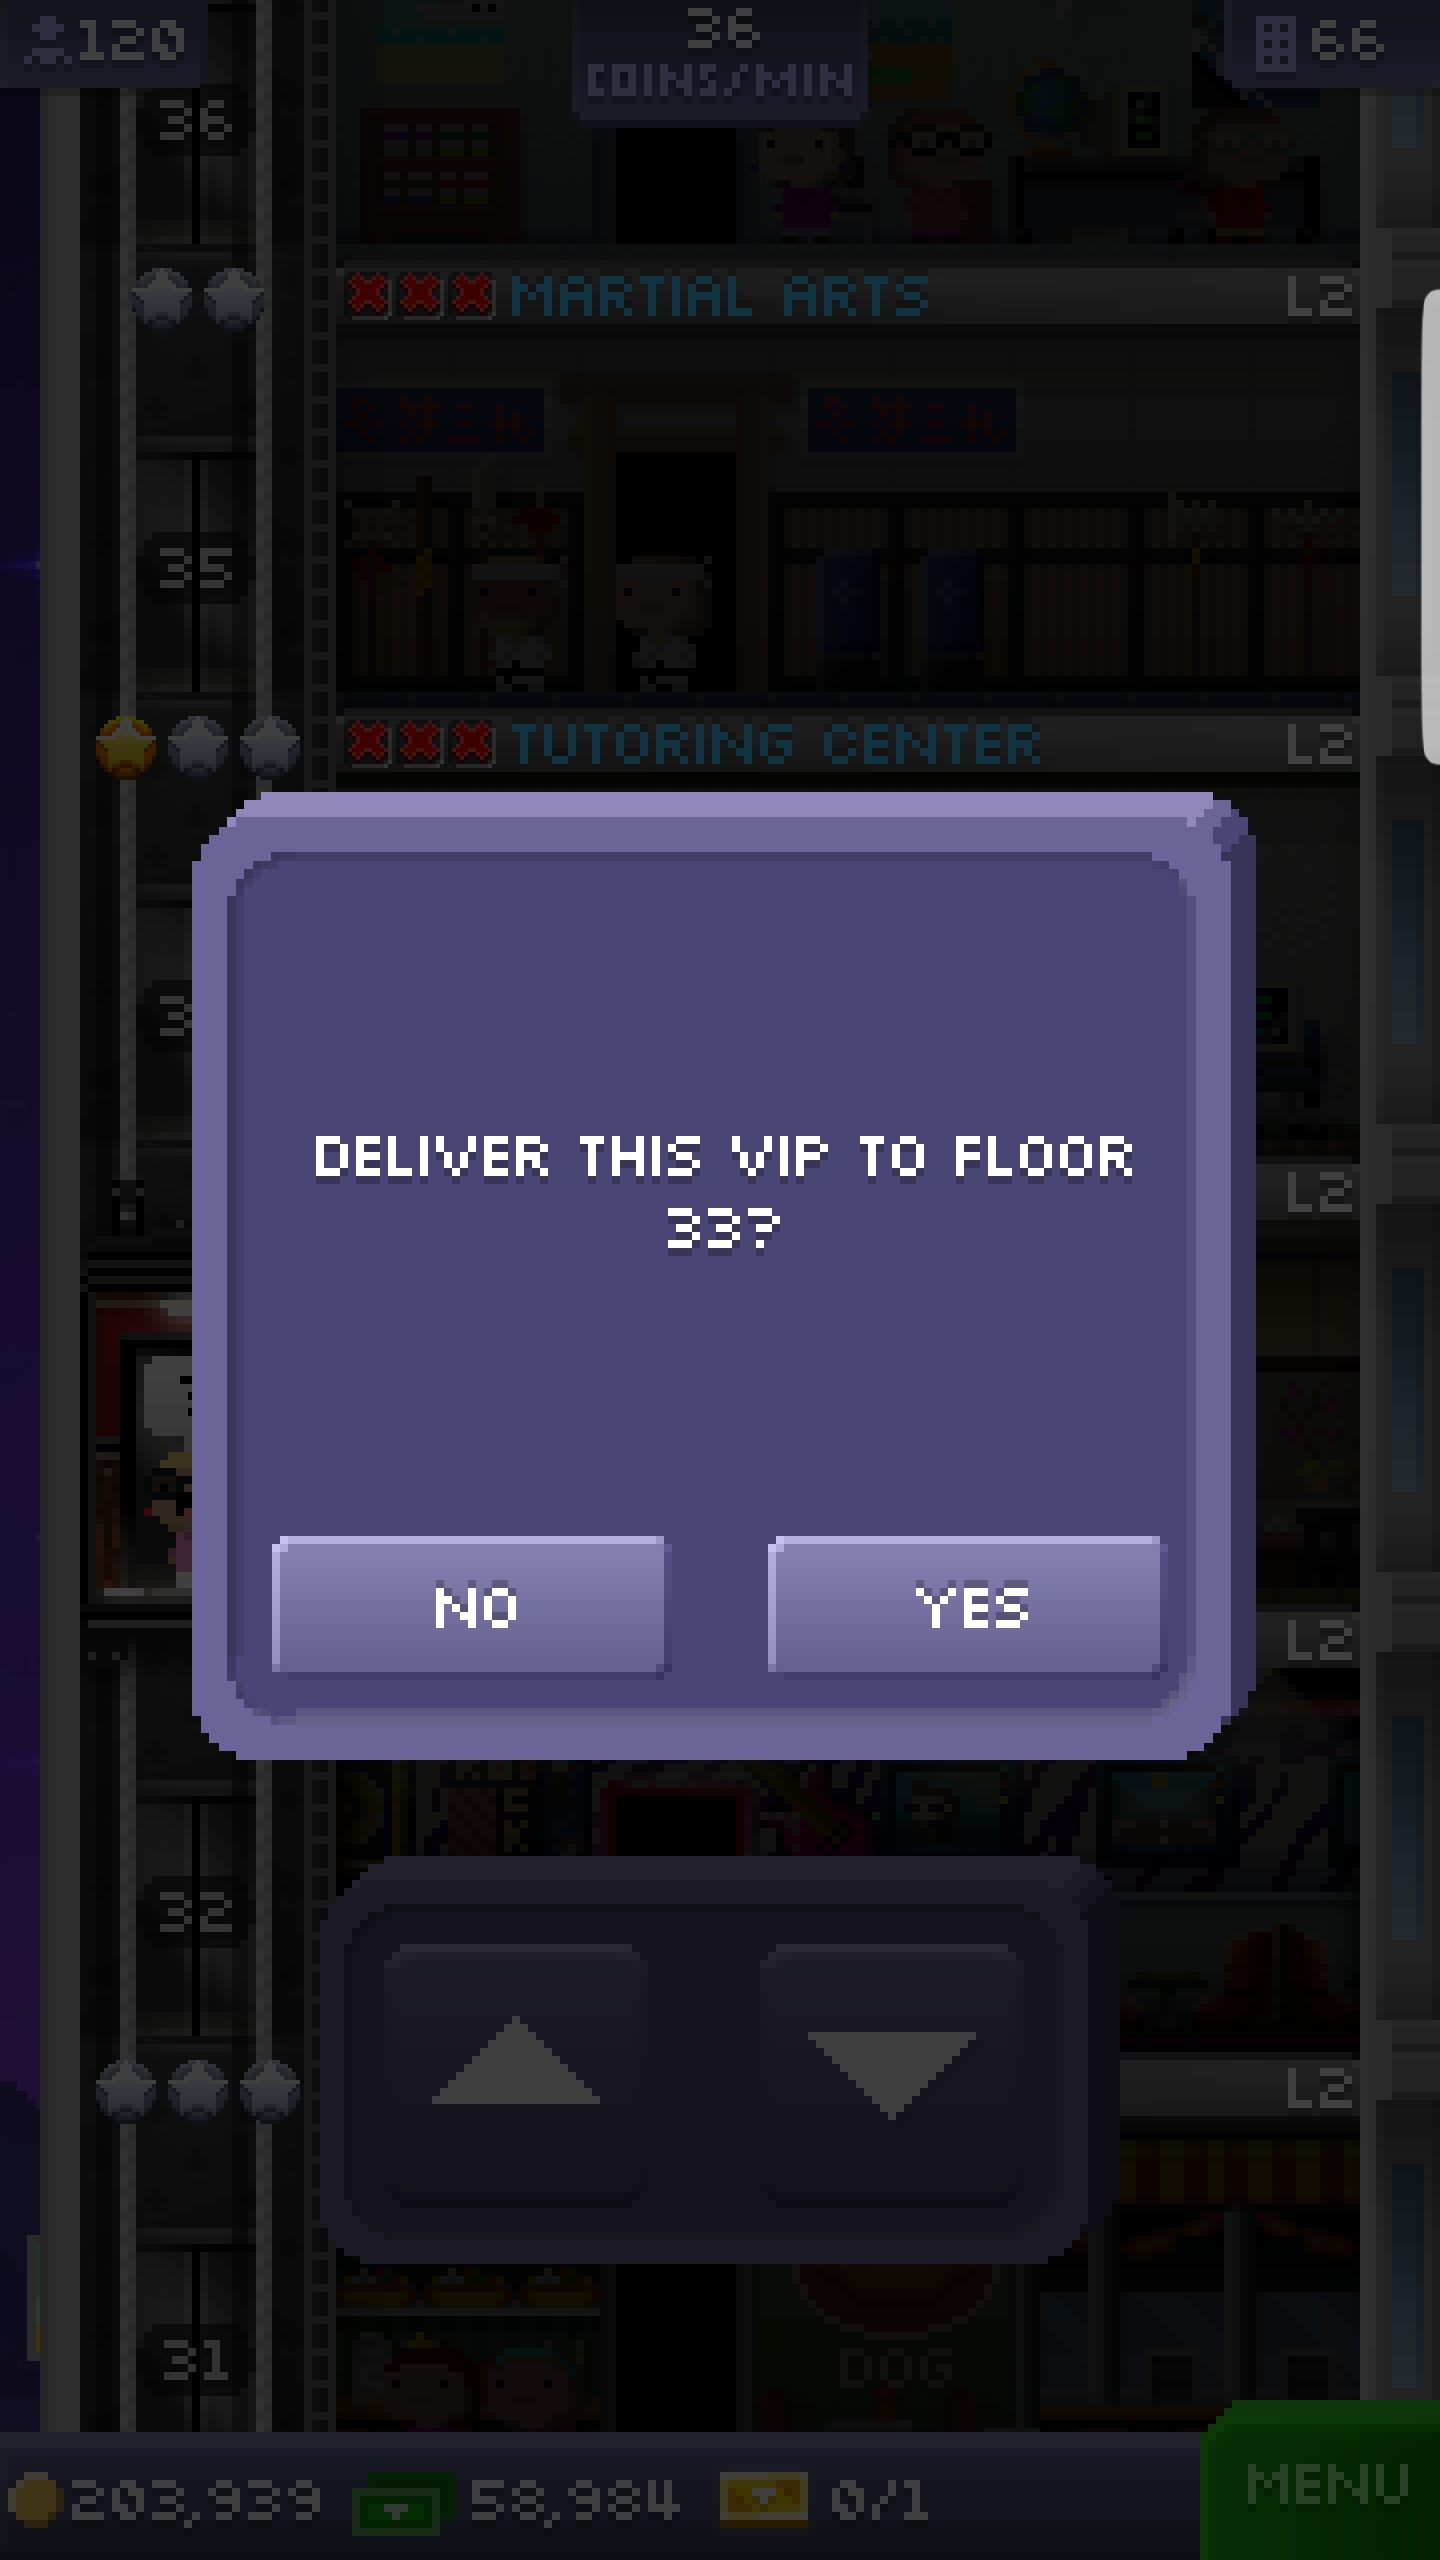 120
36
COINS/MIN
66
36
MARTIAL ARTS L2
35
TUTORING CENTER L2
L2
DELIVER THIS VIP TO FLOOR
33?
NO YES
L2
32
L2
31
DOG
MENU
203,939 58,984 0/1